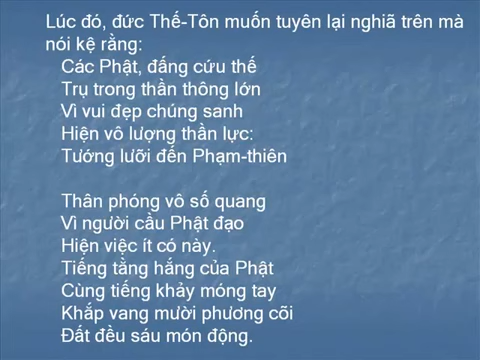 Lúc đó, đức Thế-Tôn muốn tuyên lại nghiã trên mà
nói kệ rằng:
Các Phật, đấng cứu thế
Trụ trong thần thông lớn
Vì vui đẹp chúng sanh
Hiện vô lượng thần lực:
Tướng lưỡi đến Phạm-thiên
Thân phóng vô số quang
Vì người cầu Phật đạo
Hiện việc ít có này.
Tiếng tằng hắng của Phật
Cùng tiếng khảy móng tay
Khắp vang mười phương cõi
Đất đều sáu món động.